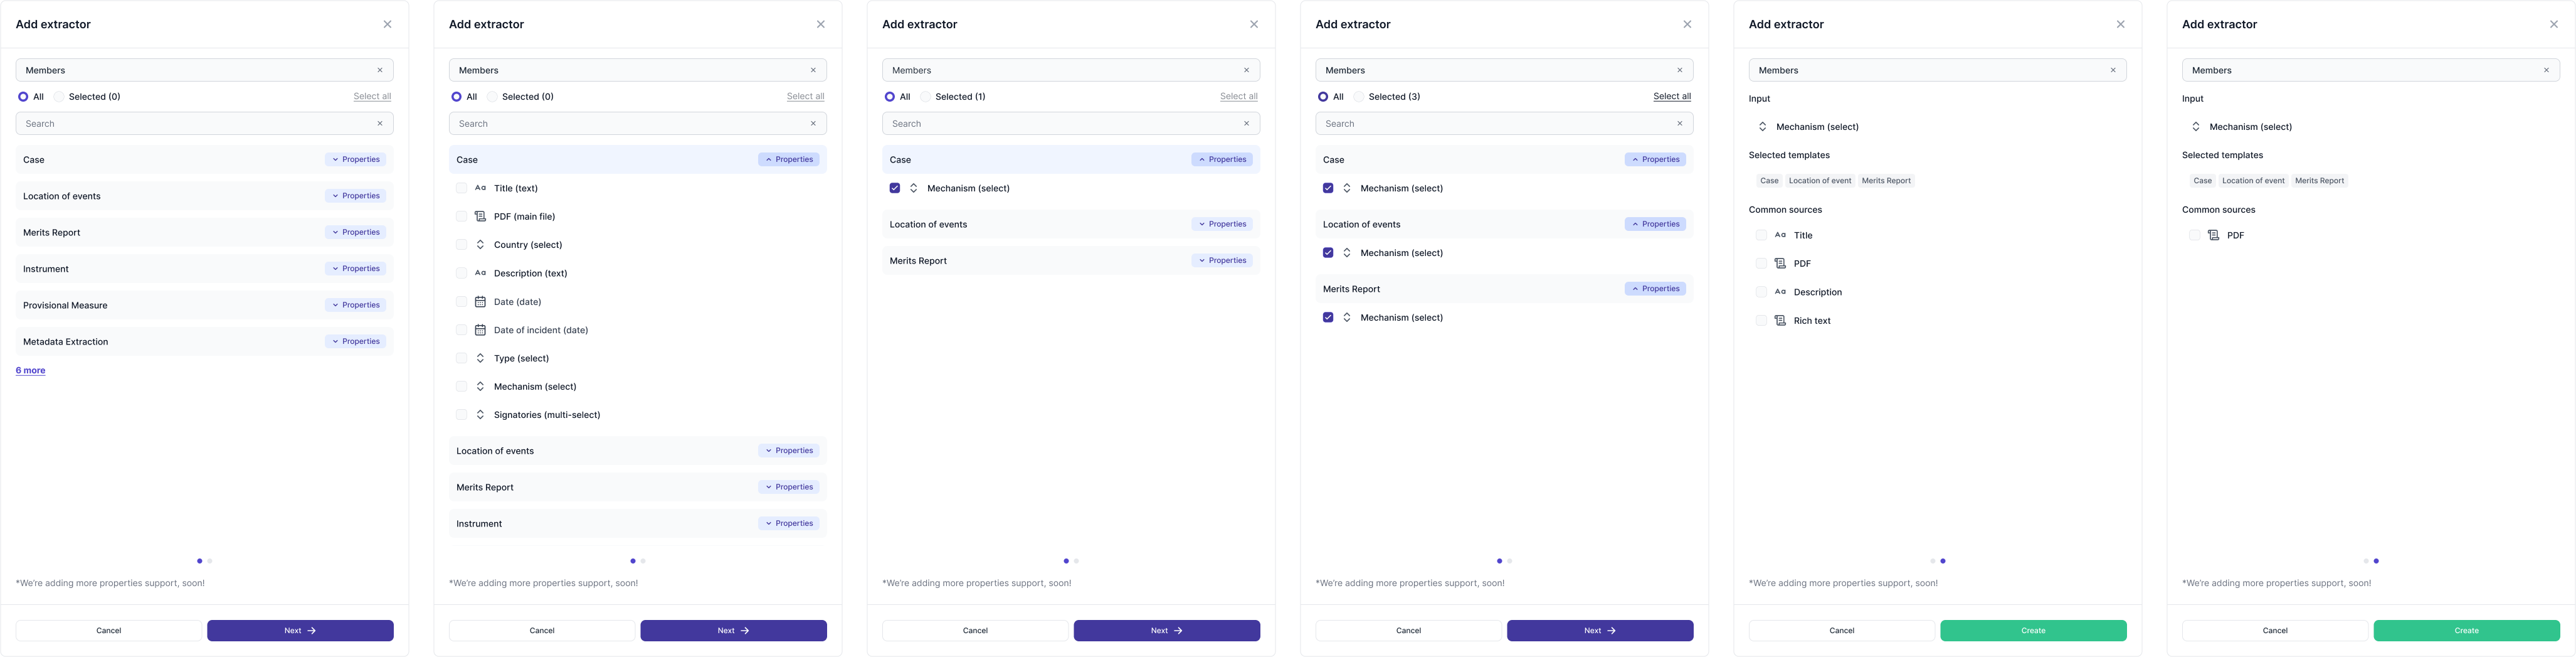 Add extractor
Members
All Selected (0) Select all
Search
Case Properties
Location of events Properties
Merits Report Properties
Instrument Properties
Provisional Measure Properties
Metadata Extraction Properties
6 more
*We're adding more properties support, soon!
Cancel Next
Add extractor
Members
All Selected (0) Select all
Search
Case Properties
Aa Title (text)
PDF (main file)
Country (select)
Aa Description (text)
Date (date)
Date of incident (date)
Type (select)
Mechanism (select)
Signatories (multi-select)
Location of events Properties
Merits Report Properties
Instrument Properties
*We're adding more properties support, soon!
Cancel Next
Add extractor
Members
All Selected (1) Select all
Search
Case Properties
Mechanism (select)
Location of events Properties
Merits Report Properties
*We're adding more properties support, soon!
Cancel Next
Add extractor
Members
All Selected (3) Select all
Search
Case Properties
Mechanism (select)
Location of events Properties
Mechanism (select)
Merits Report Properties
Mechanism (select)
*We're adding more properties support, soon!
Cancel Next
Add extractor
Members
Input
Mechanism (select)
Selected templates
Case Location of event Merits Report
Common sources
Aa Title
PDF
Aa Description
Rich text
*We're adding more properties support, soon!
Cancel Create
Add extractor
Members
Input
Mechanism (select)
Selected templates
Case Location of event Merits Report
Common sources
PDF
*We're adding more properties support, soon!
Cancel Create